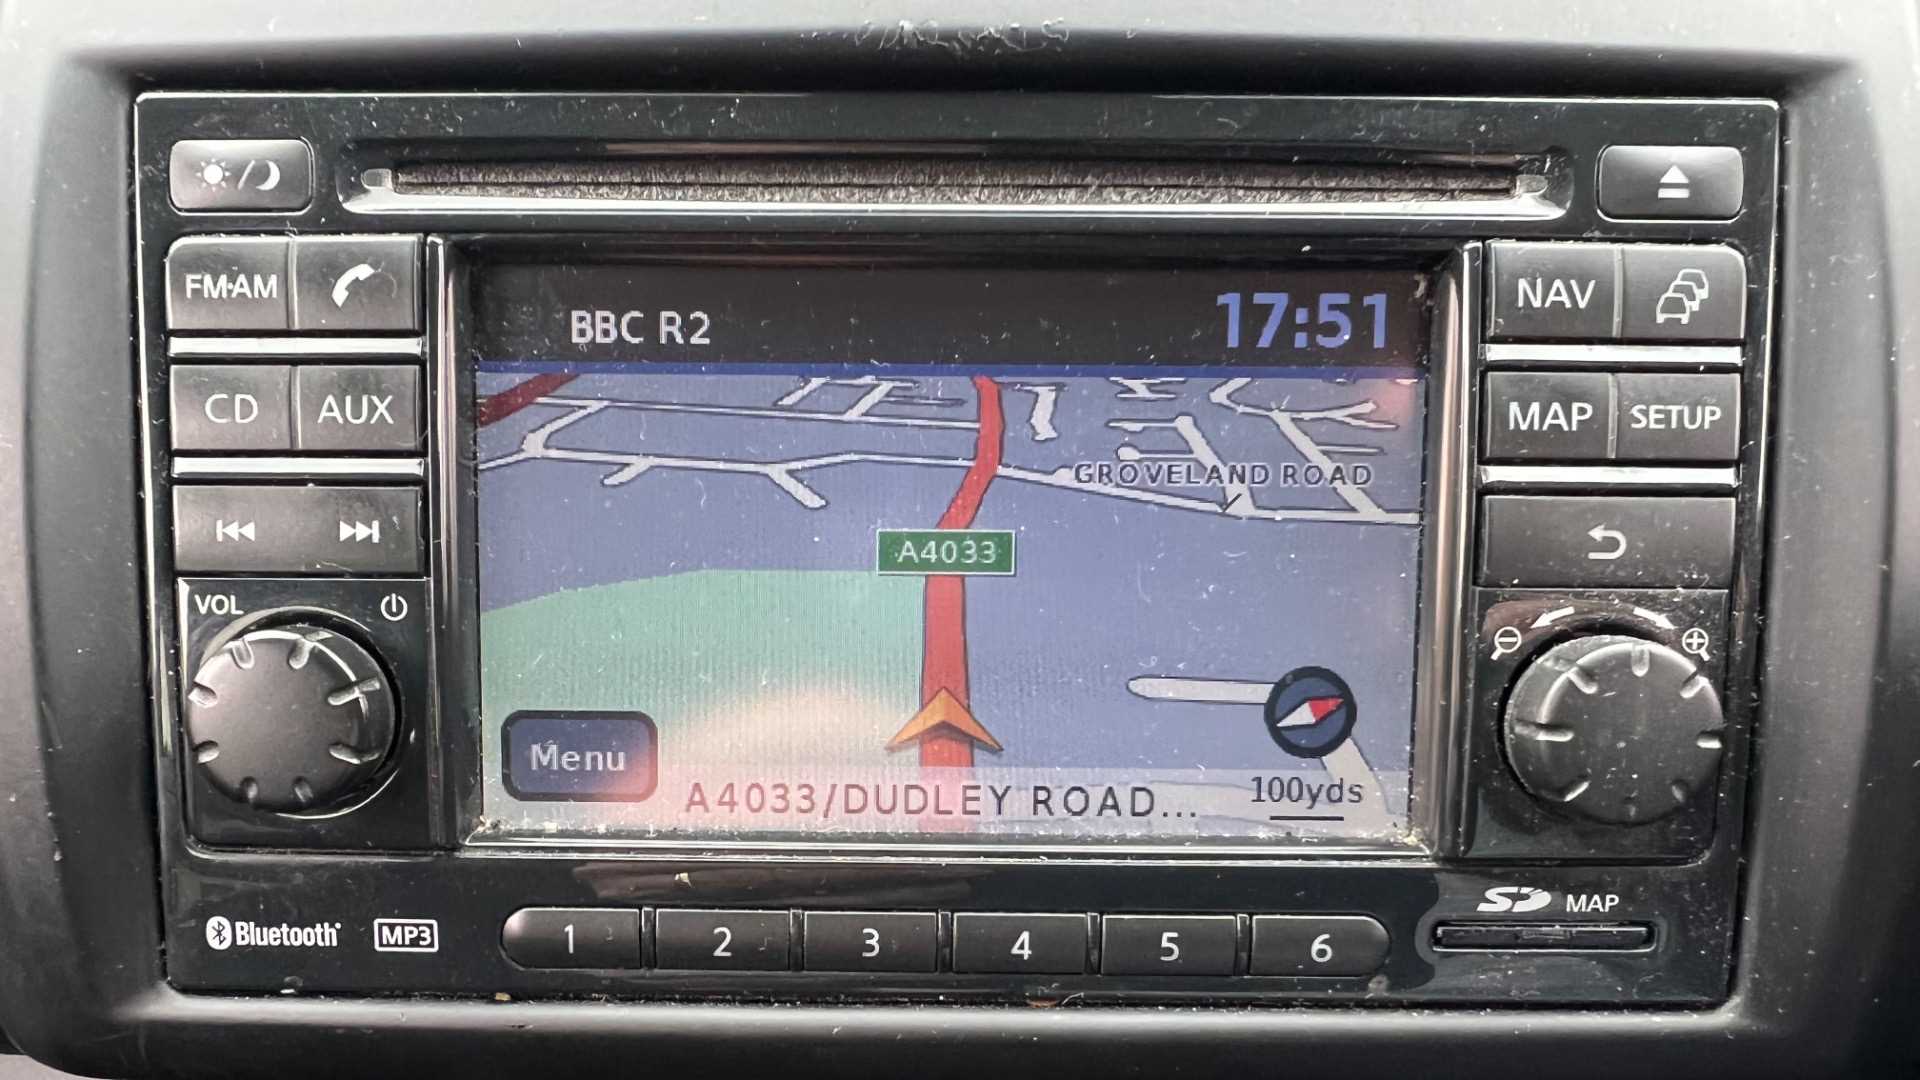 FM·AM
CD AUX
VOL
BBC R2
17:51
GROVELAND ROAD
A4033
Menu
A4033/DUDLEY ROAD...
100yds
NAV
MAP SETUP
Bluetooth
MP3
1 2 3 4 5 6
SD MAP